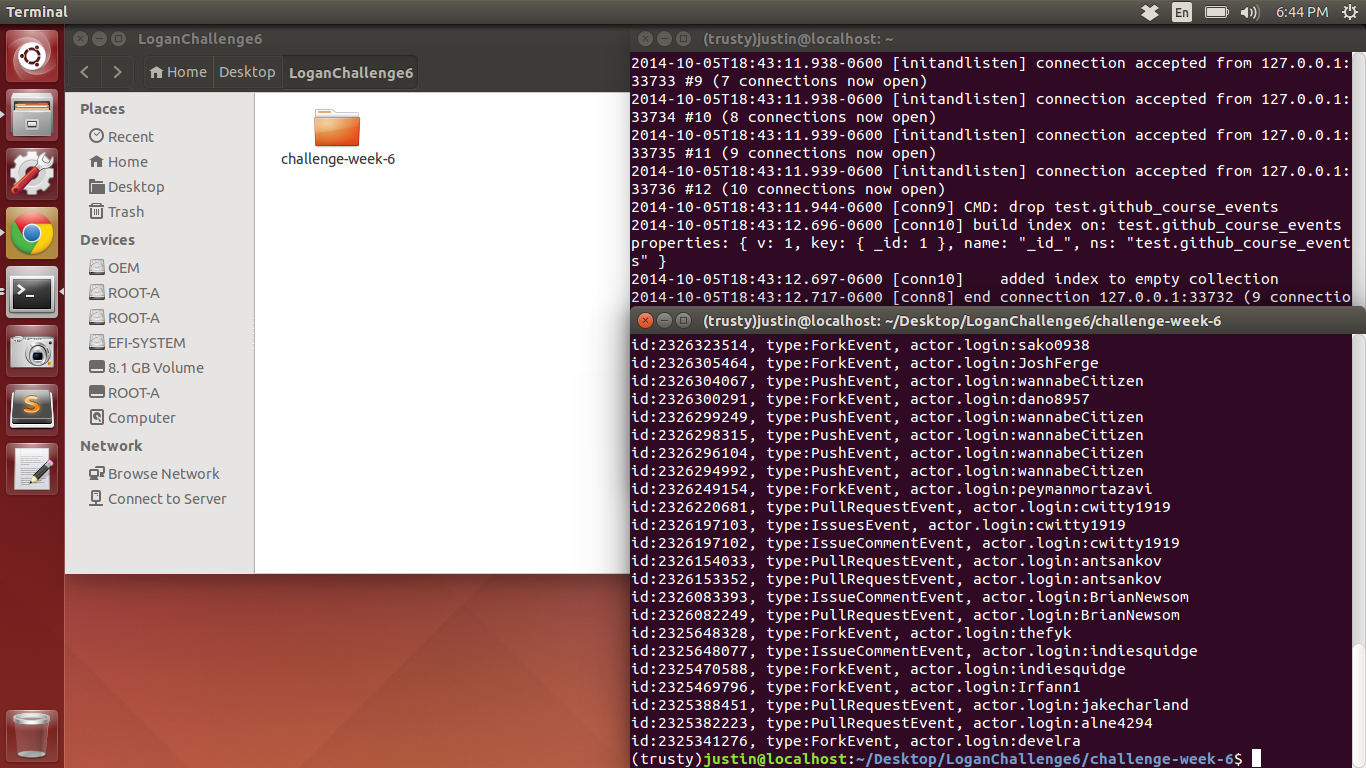 Terminal
En
6:44 PM
LoganChallenge6
Home
Desktop
LoganChallenge6
Places
Recent
Home
Desktop
Trash
Devices
OEM
ROOT-A
ROOT-A
EFI-SYSTEM
8.1 GB Volume
ROOT-A
Computer
Network
Browse Network
Connect to Server
challenge-week-6
(trusty)justin@localhost: ~
2014-10-05T18:43:11.938-0600 [initandlisten] connection accepted from 127.0.0.1:
33733 #9 (7 connections now open)
2014-10-05T18:43:11.938-0600 [initandlisten] connection accepted from 127.0.0.1:
33734 #10 (8 connections now open)
2014-10-05T18:43:11.939-0600 [initandlisten] connection accepted from 127.0.0.1:
33735 #11 (9 connections now open)
2014-10-05T18:43:11.939-0600 [initandlisten] connection accepted from 127.0.0.1:
33736 #12 (10 connections now open)
2014-10-05T18:43:11.944-0600 [conn9] CMD: drop test.github_course_events
2014-10-05T18:43:12.696-0600 [conn10] build index on: test.github_course_events
properties: { v: 1, key: { _id: 1 }, name: "_id_", ns: "test.github_course_event
s" }
2014-10-05T18:43:12.697-0600 [conn10]    added index to empty collection
2014-10-05T18:43:12.717-0600 [conn8] end connection 127.0.0.1:33732 (9 connectio
(trusty)justin@localhost: ~/Desktop/LoganChallenge6/challenge-week-6
id:2326323514, type:ForkEvent, actor.login:sako0938
id:2326305464, type:ForkEvent, actor.login:JoshFerge
id:2326304067, type:PushEvent, actor.login:wannabeCitizen
id:2326300291, type:ForkEvent, actor.login:dano8957
id:2326299249, type:PushEvent, actor.login:wannabeCitizen
id:2326298315, type:PushEvent, actor.login:wannabeCitizen
id:2326296104, type:PushEvent, actor.login:wannabeCitizen
id:2326294992, type:PushEvent, actor.login:wannabeCitizen
id:2326249154, type:ForkEvent, actor.login:peymanmortazavi
id:2326220681, type:PullRequestEvent, actor.login:cwitty1919
id:2326197103, type:IssuesEvent, actor.login:cwitty1919
id:2326197102, type:IssueCommentEvent, actor.login:cwitty1919
id:2326154033, type:PullRequestEvent, actor.login:antsankov
id:2326153352, type:PullRequestEvent, actor.login:antsankov
id:2326083393, type:IssueCommentEvent, actor.login:BrianNewsom
id:2326082249, type:PullRequestEvent, actor.login:BrianNewsom
id:2325648328, type:ForkEvent, actor.login:thefyk
id:2325648077, type:IssueCommentEvent, actor.login:indiesquidge
id:2325470588, type:ForkEvent, actor.login:indiesquidge
id:2325469796, type:ForkEvent, actor.login:Irfann1
id:2325388451, type:PullRequestEvent, actor.login:jakecharland
id:2325382223, type:PullRequestEvent, actor.login:alne4294
id:2325341276, type:ForkEvent, actor.login:develra
(trusty)justin@localhost:~/Desktop/LoganChallenge6/challenge-week-6$